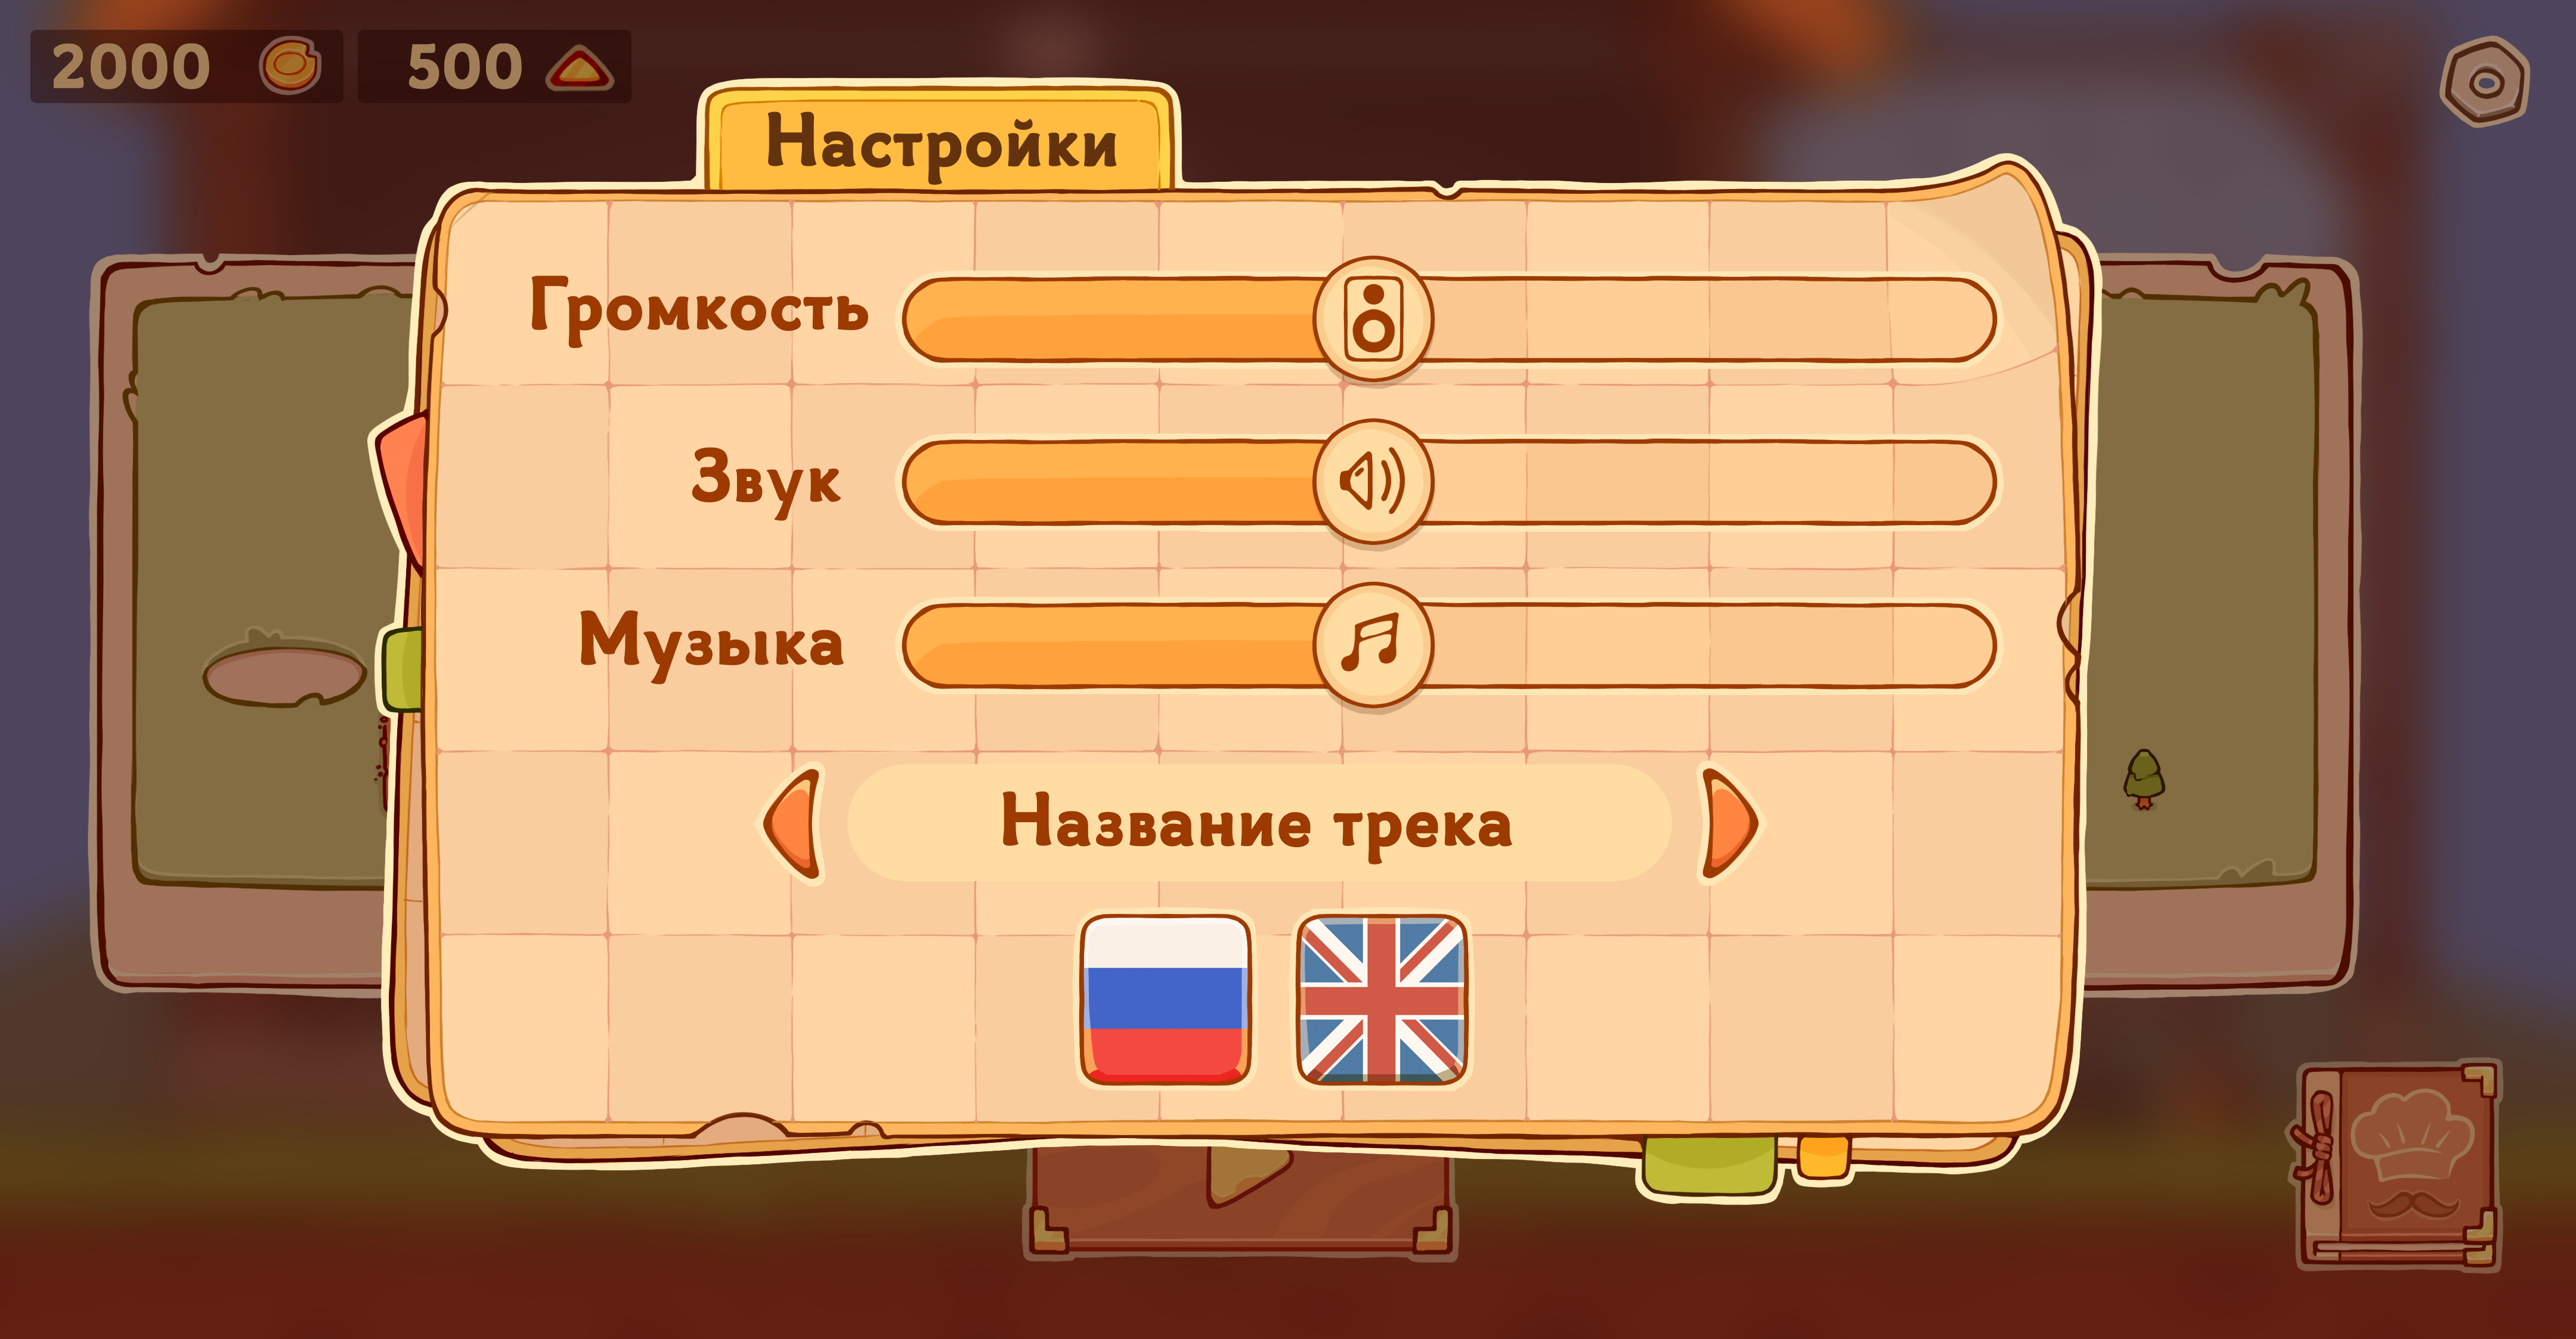 2000
500
Настройки
Громкость
Звук
Музыка
Название трека